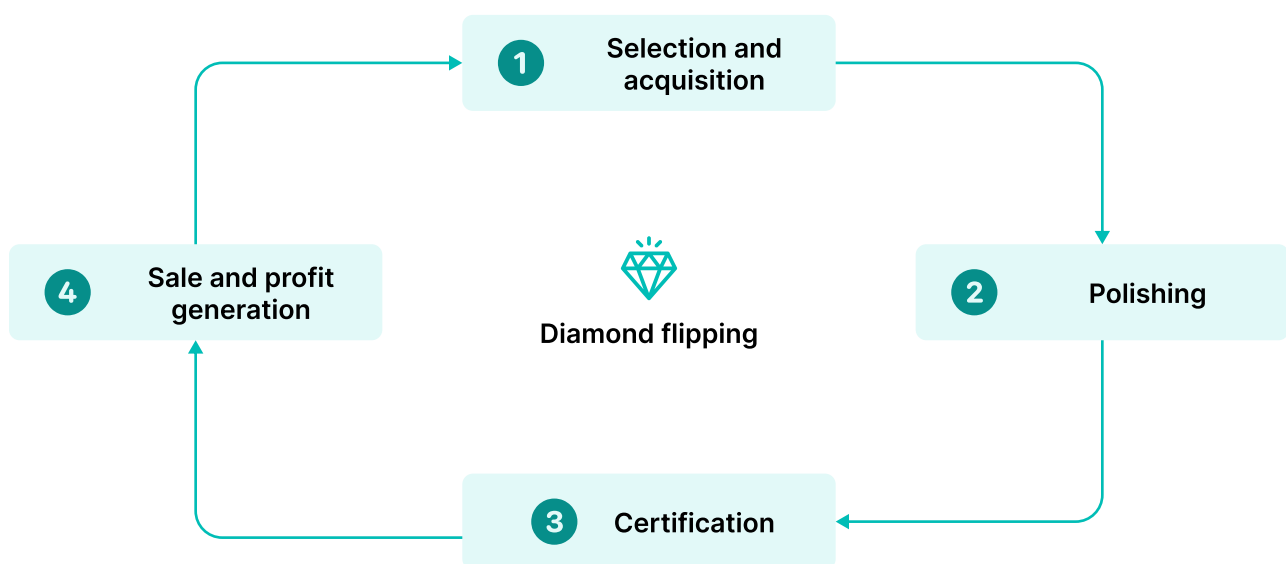 1
Selection and
acquisition
2
Polishing
3
Certification
4
Sale and profit
generation
Diamond flipping